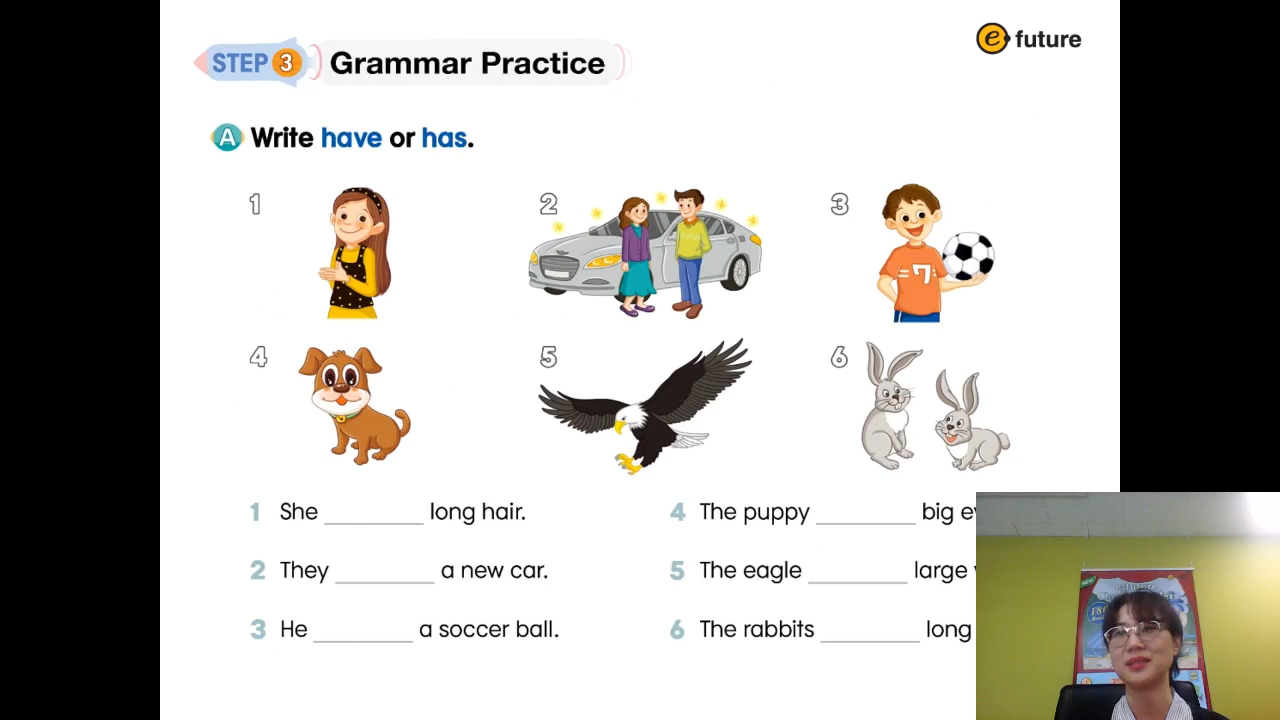 e future
STEP 3 Grammar Practice
A Write have or has.
1
2
3
7
4
5
6
1 She ________ long hair.
2 They ________ a new car.
3 He ________ a soccer ball.
4 The puppy ________ big
5 The eagle ________ large
6 The rabbits ________ long